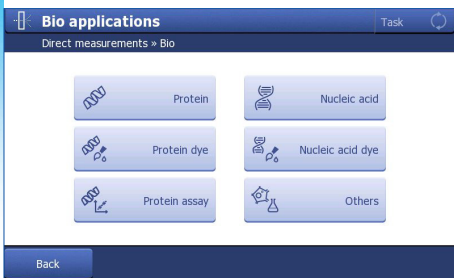 Bio applications
Task
Direct measurements » Bio
Protein
Nucleic acid
Protein dye
Nucleic acid dye
Protein assay
Others
Back